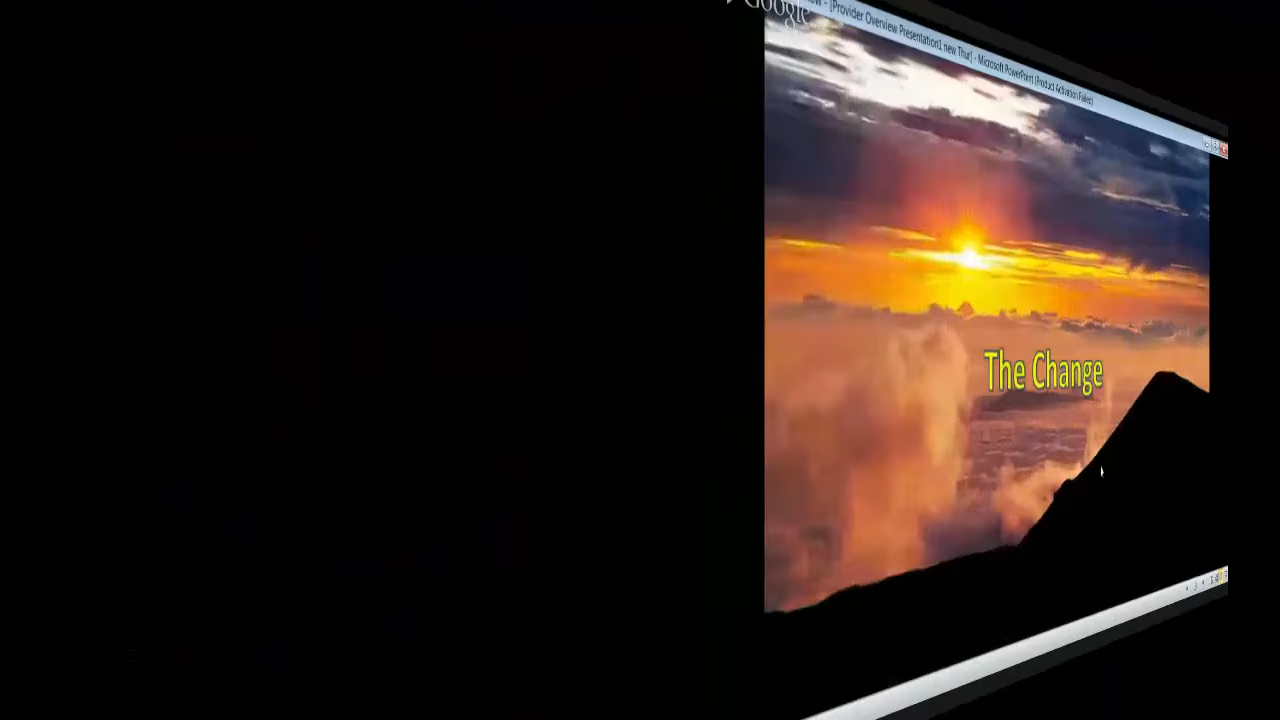 Google
- [Provider Overview Presentation1 new Thur] - Microsoft PowerPoint (Product Activation Failed)
The Change